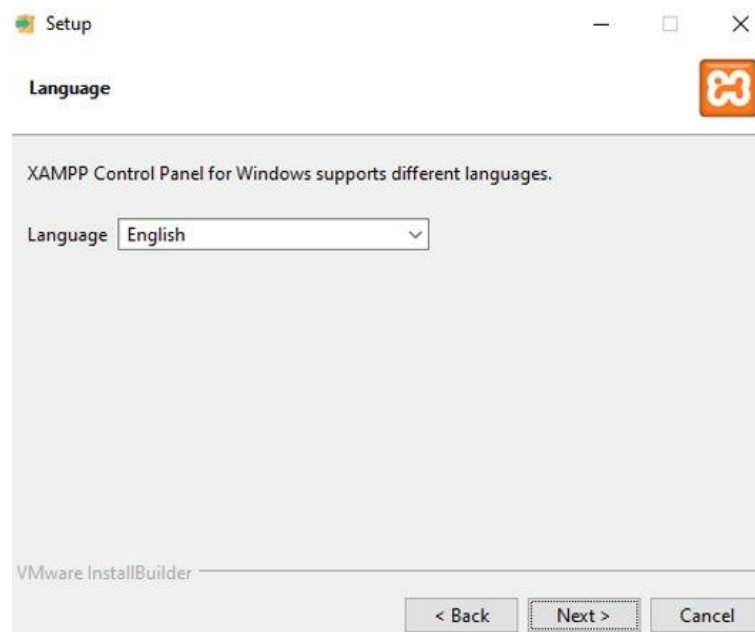 Setup
Language
XAMPP Control Panel for Windows supports different languages.
Language English
VMware InstallBuilder
< Back Next > Cancel